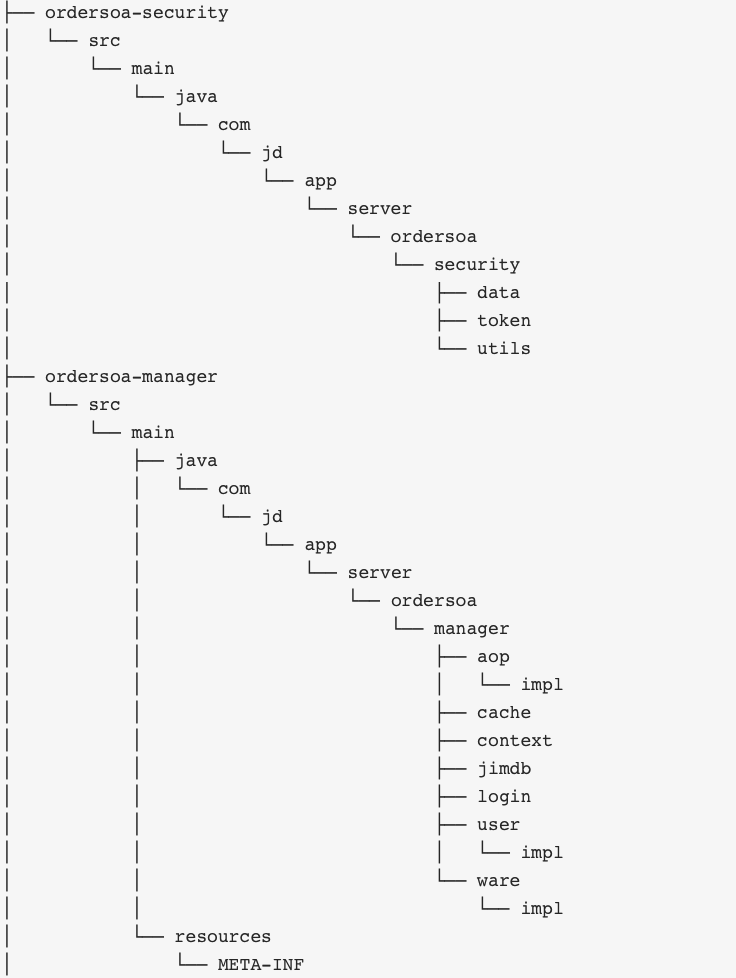 ├── ordersoa-security
│   └── src
│       └── main
│           └── java
│               └── com
│                   └── jd
│                       └── app
│                           └── server
│                               └── ordersoa
│                                   └── security
│                                       ├── data
│                                       ├── token
│                                       └── utils
├── ordersoa-manager
│   └── src
│       └── main
│           ├── java
│           │   └── com
│           │       └── jd
│           │           └── app
│           │               └── server
│           │                   └── ordersoa
│           │                       └── manager
│           │                           ├── aop
│           │                           │   └── impl
│           │                           ├── cache
│           │                           ├── context
│           │                           ├── jimdb
│           │                           ├── login
│           │                           ├── user
│           │                           │   └── impl
│           │                           └── ware
│           │                               └── impl
│           └── resources
│               └── META-INF